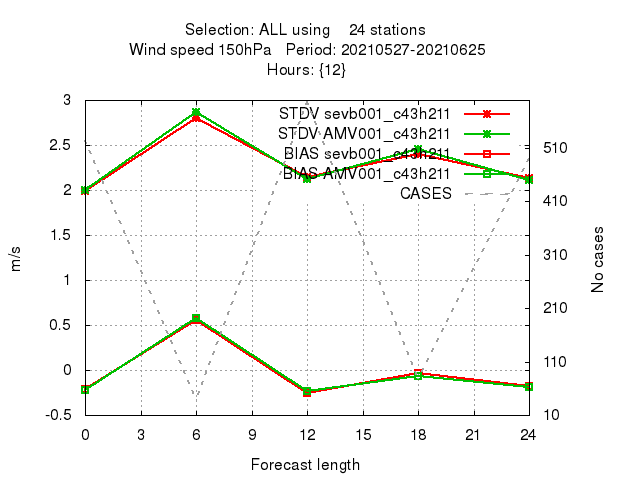 Selection: ALL using    24 stations
Wind speed 150hPa   Period: 20210527-20210625
Hours: {12}
STDV sevb001_c43h211
STDV AMV001_c43h211
BIAS sevb001_c43h211
BIAS AMV001_c43h211
CASES
3
2.5
2
1.5
1
0.5
0
-0.5
m/s
510
410
310
210
110
10
No cases
0 3 6 9 12 15 18 21 24
Forecast length